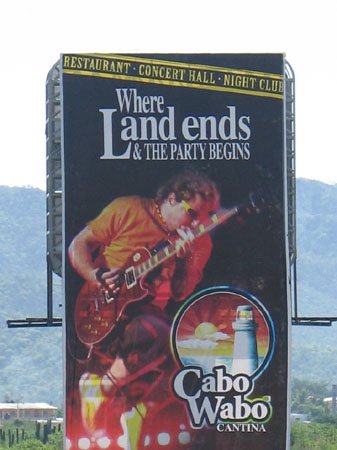 RESTAURANT · CONCERT HALL · NIGHT CLUB
Where
Land ends
& THE PARTY BEGINS
Cabo
Wabo
CANTINA